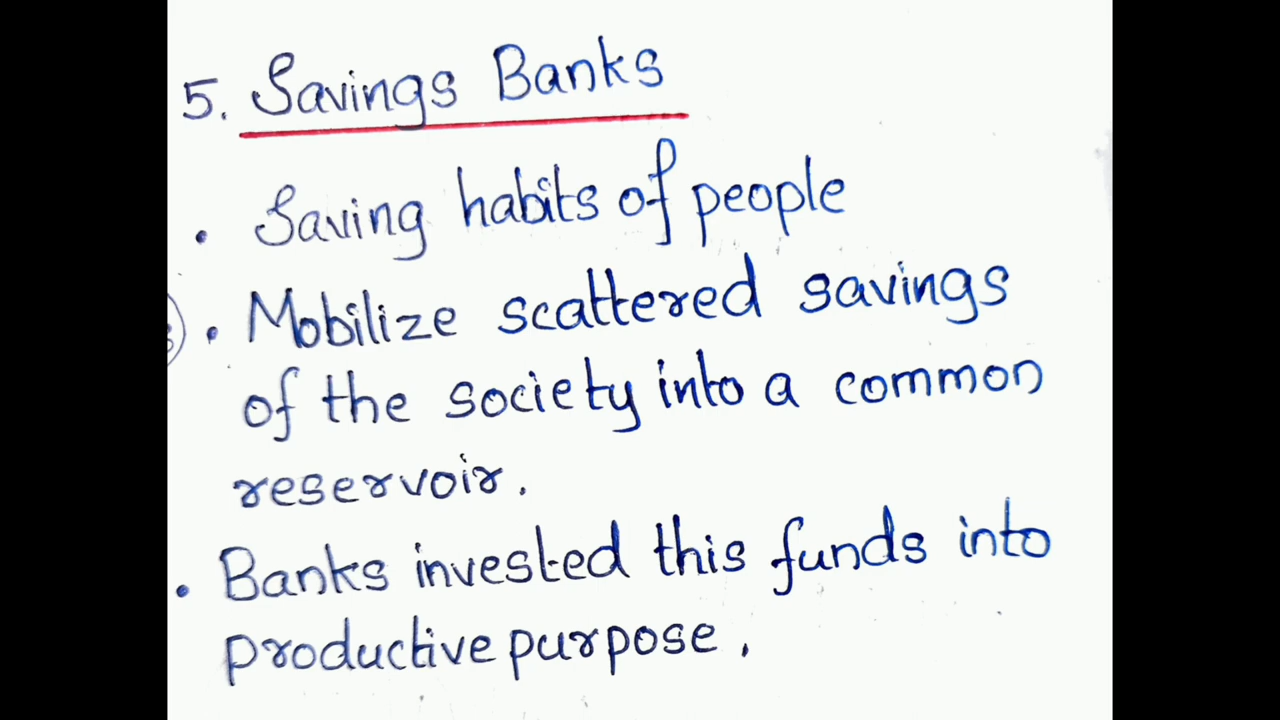 5. Savings Banks
• Saving habits of people
• Mobilize scattered savings
of the society into a common
reservoir.
• Banks invested this funds into
productive purpose.